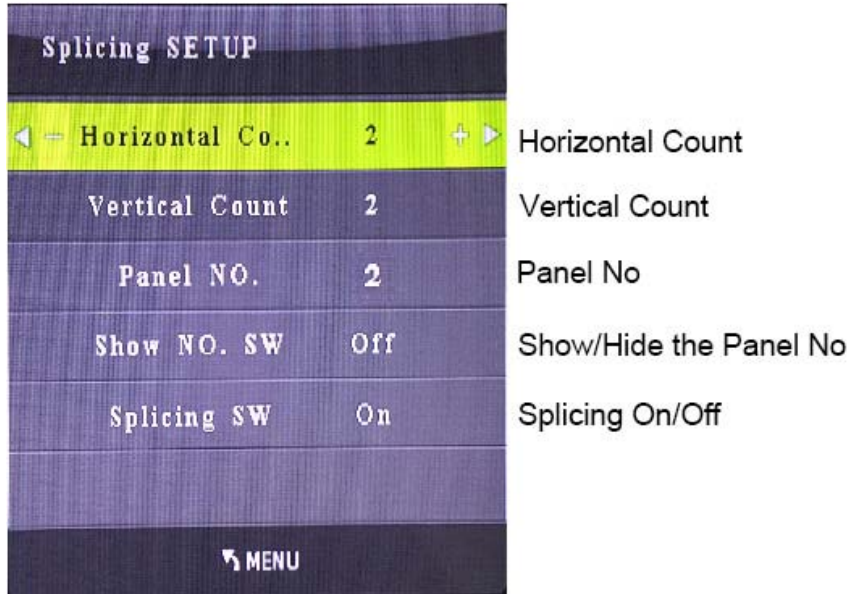 Splicing SETUP
Horizontal Co.. 2 Horizontal Count
Vertical Count 2 Vertical Count
Panel NO. 2 Panel No
Show NO. SW Off Show/Hide the Panel No
Splicing SW On Splicing On/Off
MENU